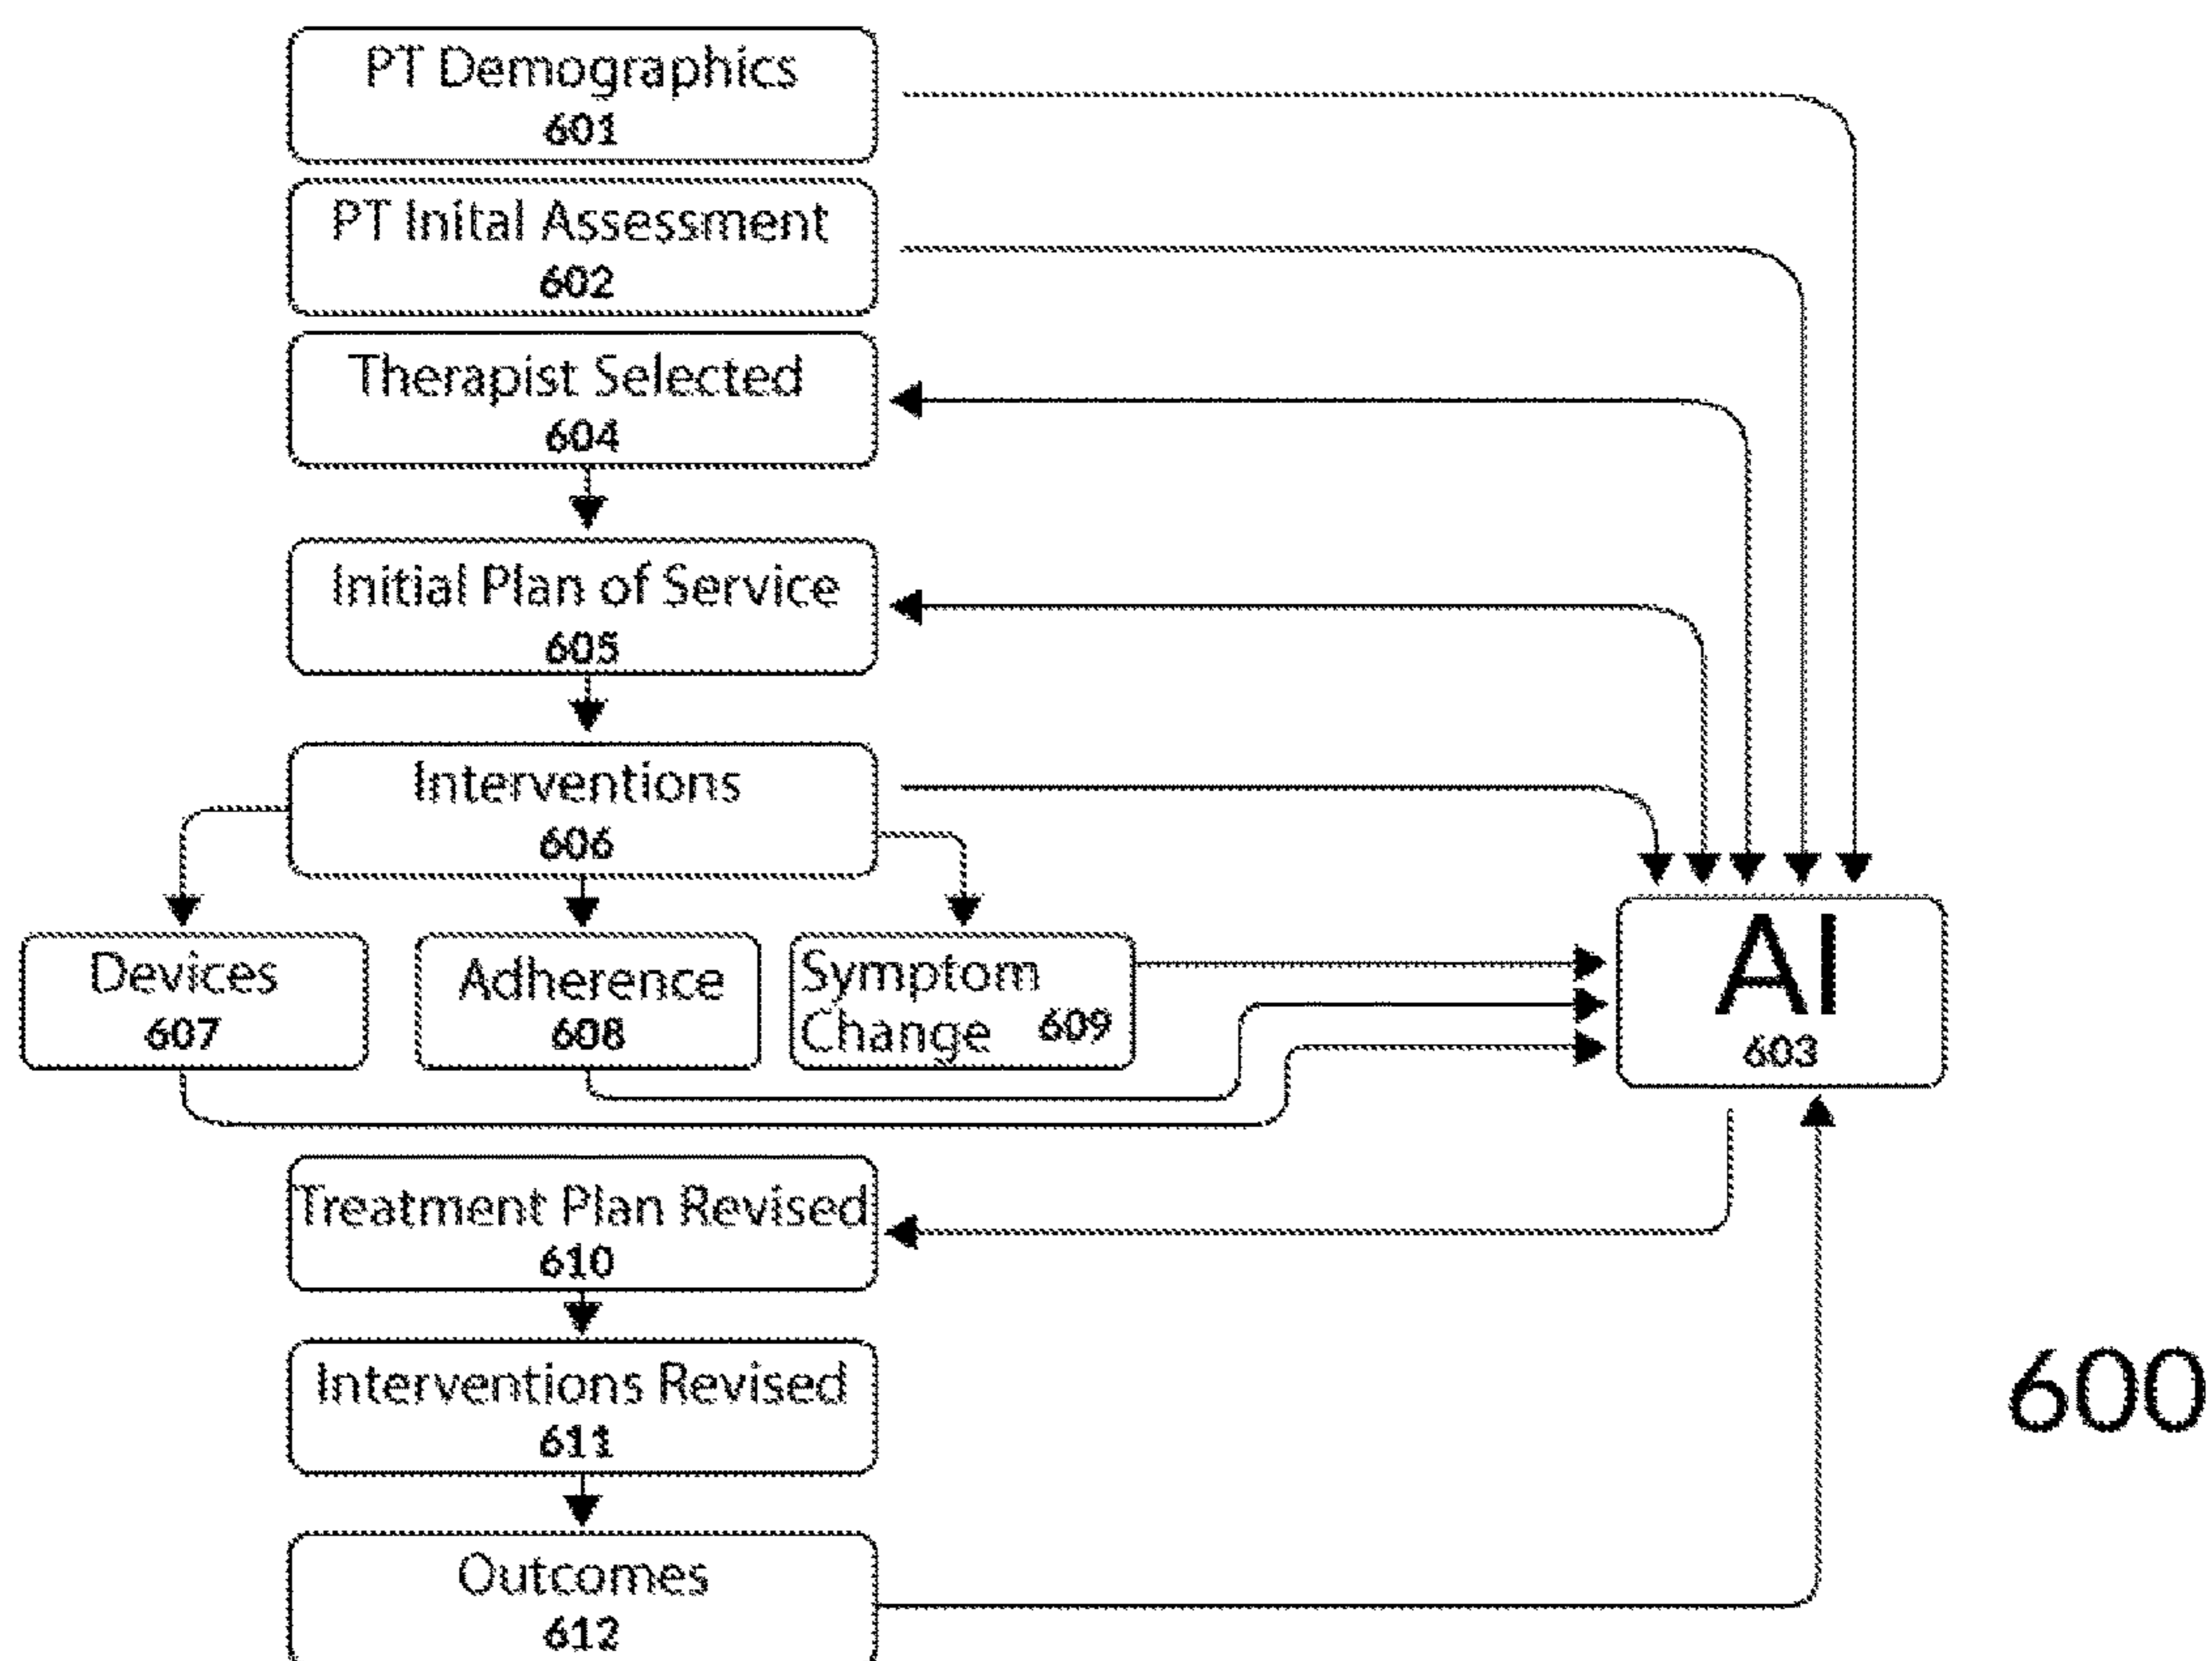 PT Demographics
601
PT Inital Assessment
602
Therapist Selected
604
Initial Plan of Service
605
Interventions
606
Devices
607
Adherence
608
Symptom
Change 609
AI
603
Treatment Plan Revised
610
Interventions Revised
611
600
Outcomes
612